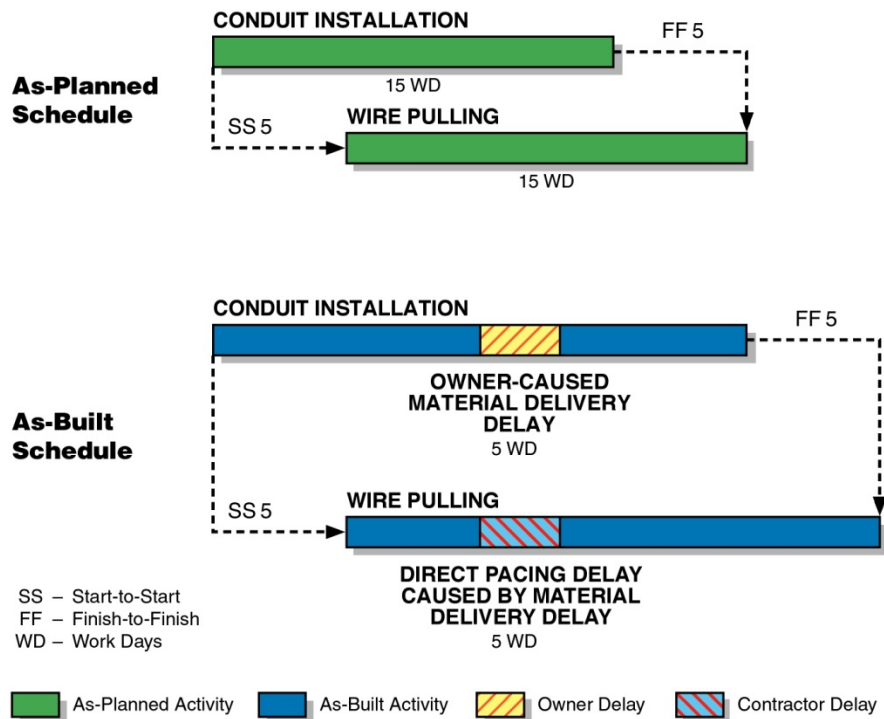 CONDUIT INSTALLATION
FF 5
As-Planned
Schedule
15 WD
WIRE PULLING
SS 5
15 WD
CONDUIT INSTALLATION
FF 5
OWNER-CAUSED
MATERIAL DELIVERY
DELAY
5 WD
As-Built
Schedule
WIRE PULLING
SS 5
DIRECT PACING DELAY
CAUSED BY MATERIAL
DELIVERY DELAY
5 WD
SS – Start-to-Start
FF – Finish-to-Finish
WD – Work Days
As-Planned Activity
As-Built Activity
Owner Delay
Contractor Delay